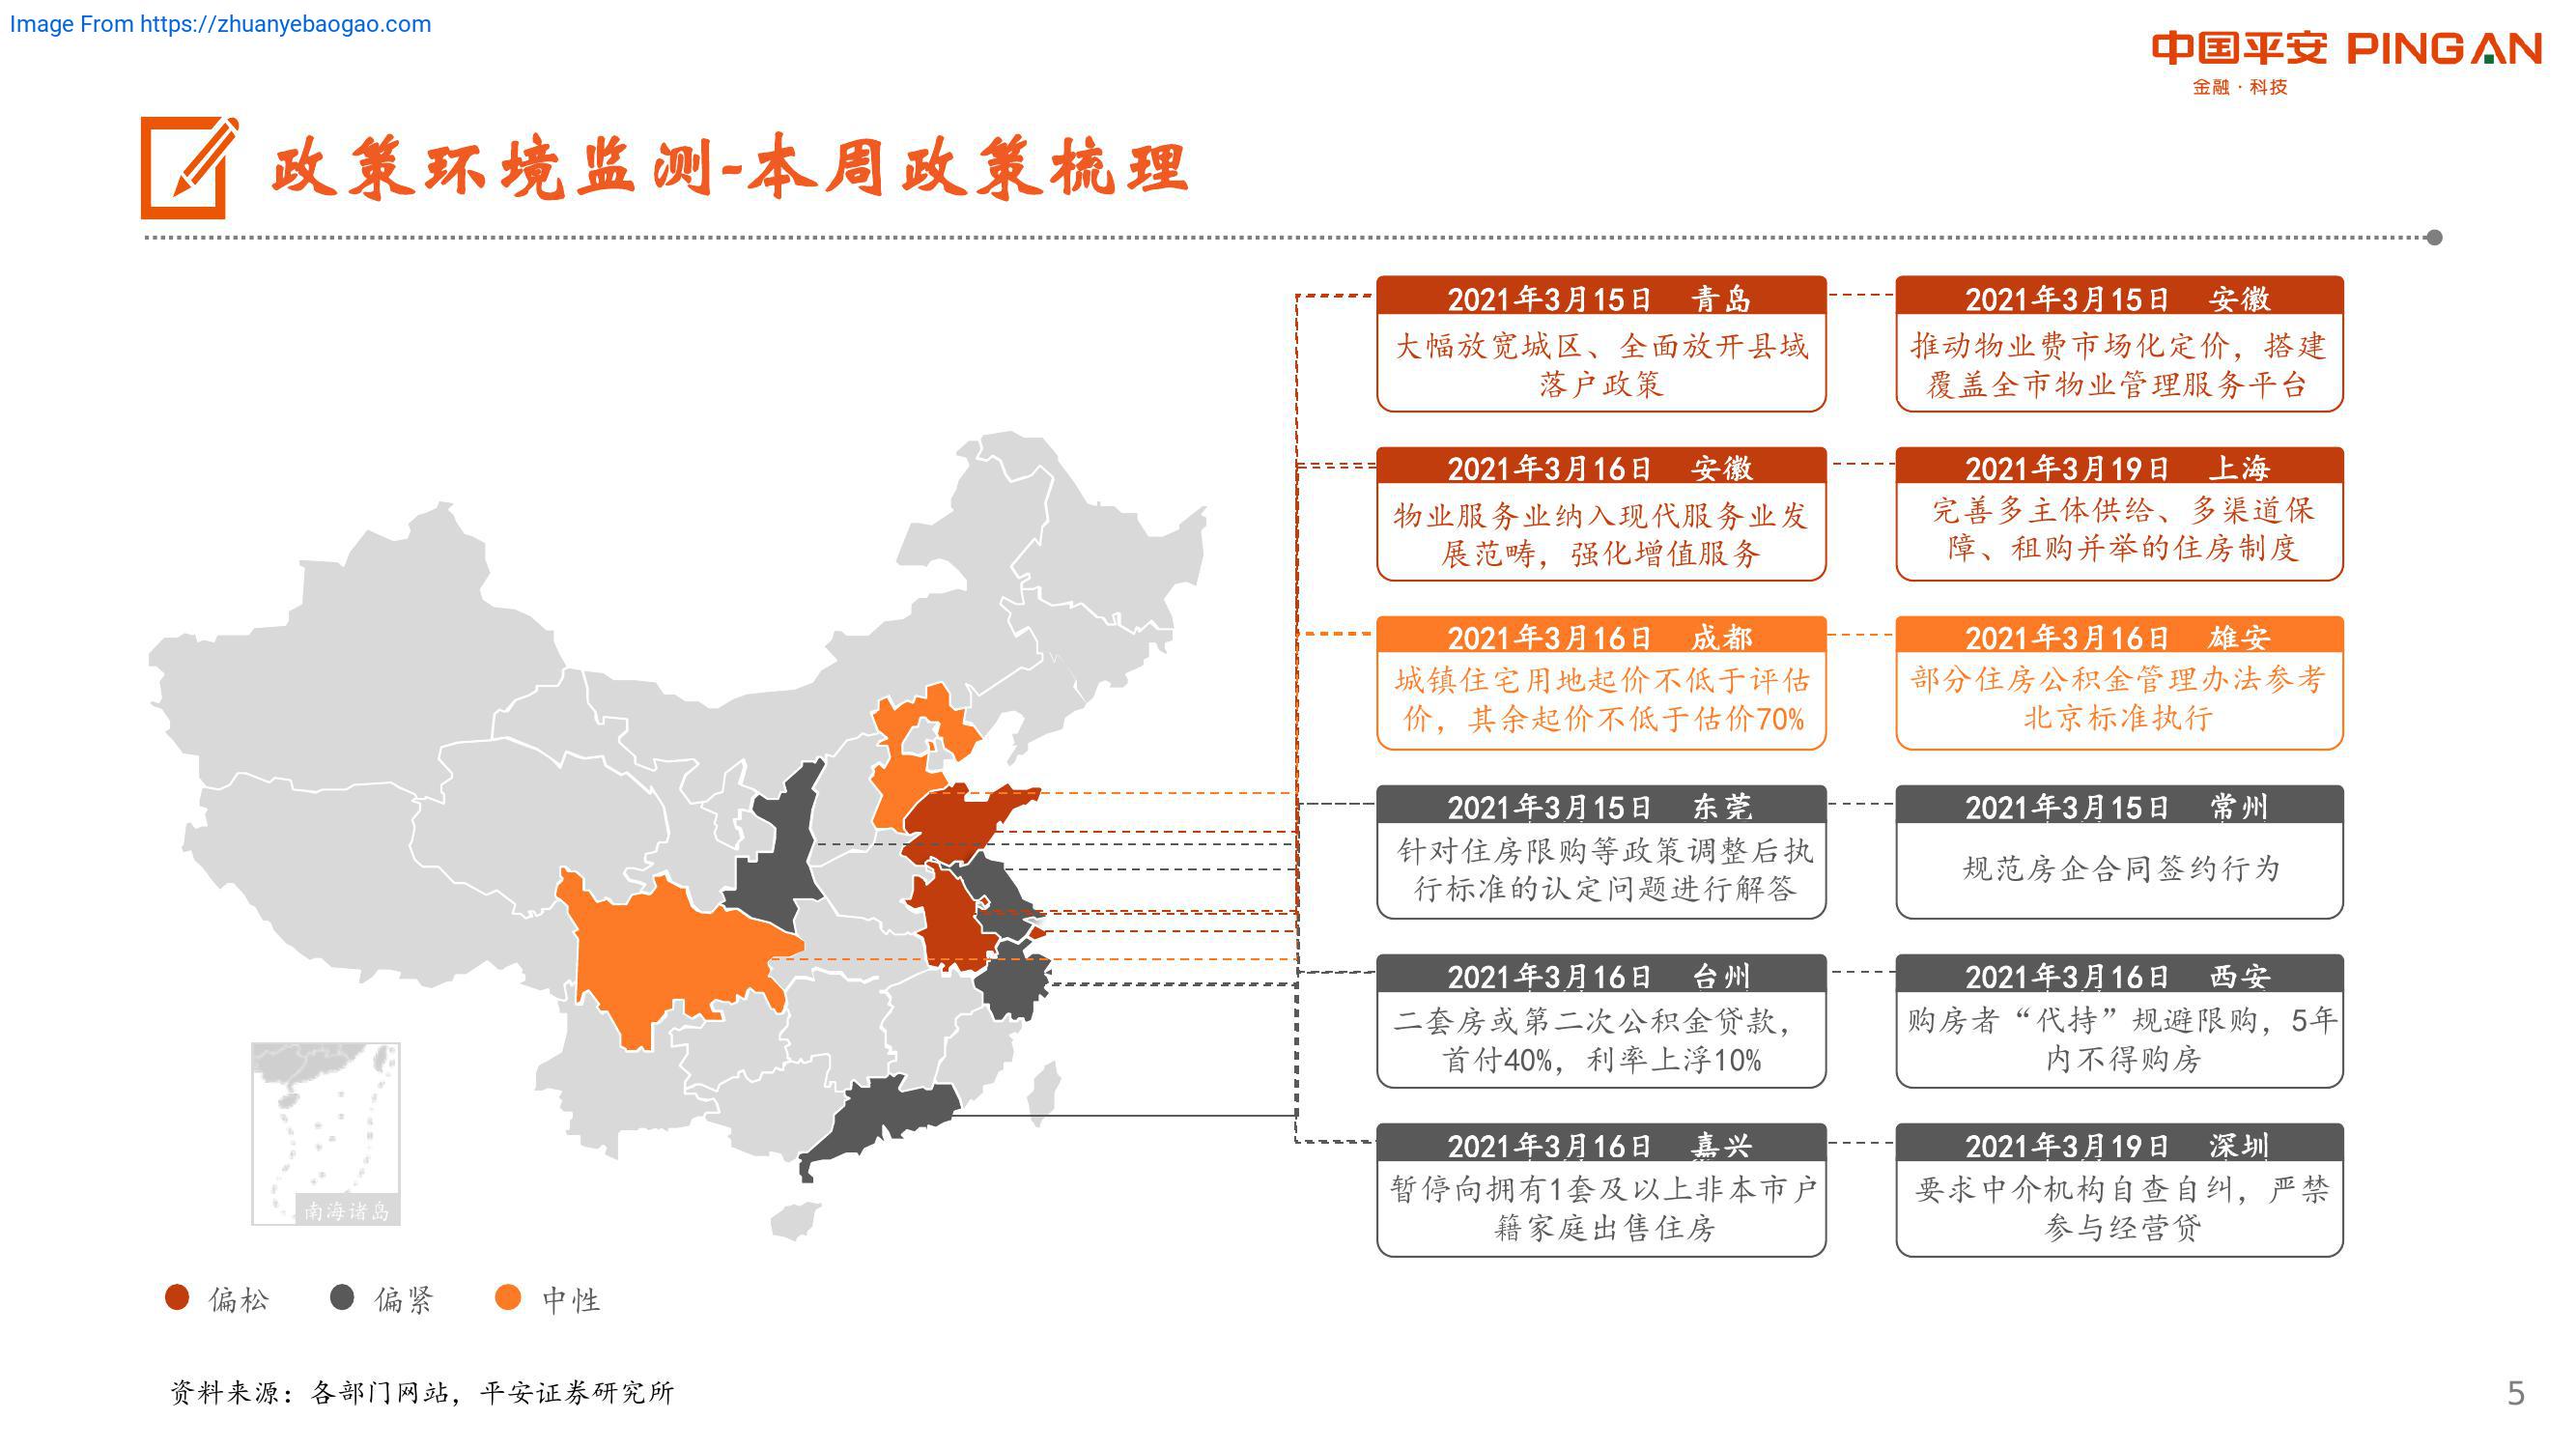 Image From https://zhuanyebaogao.com
中国平安 PINGAN
金融·科技
政策环境监测-本周政策梳理
2021年3月15日 青岛
大幅放宽城区、全面放开县域
落户政策
2021年3月15日 安徽
推动物业费市场化定价，搭建
覆盖全市物业管理服务平台
2021年3月16日 安徽
物业服务业纳入现代服务业发
展范畴，强化增值服务
2021年3月19日 上海
完善多主体供给、多渠道保
障、租购并举的住房制度
2021年3月16日 成都
城镇住宅用地起价不低于评估
价，其余起价不低于估价70%
2021年3月16日 雄安
部分住房公积金管理办法参考
北京标准执行
2021年3月15日 东莞
针对住房限购等政策调整后执
行标准的认定问题进行解答
2021年3月15日 常州
规范房企合同签约行为
2021年3月16日 台州
二套房或第二次公积金贷款，
首付40%，利率上浮10%
2021年3月16日 西安
购房者“代持”规避限购，5年
内不得购房
2021年3月16日 嘉兴
暂停向拥有1套及以上非本市户
籍家庭出售住房
2021年3月19日 深圳
要求中介机构自查自纠，严禁
参与经营贷
南海诸岛
偏松 偏紧 中性
资料来源：各部门网站，平安证券研究所
5